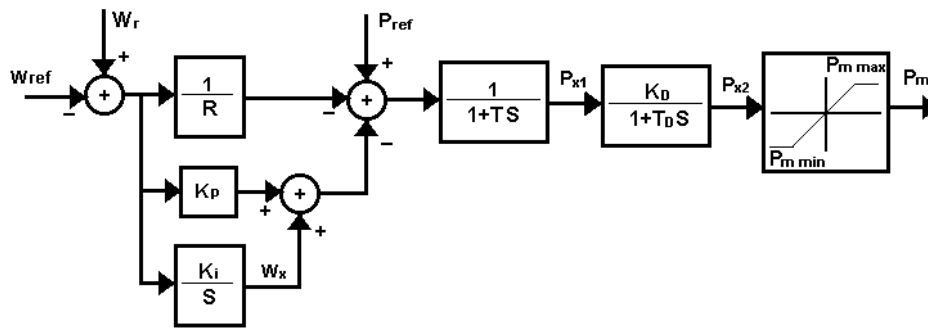 Wr
Pref
+
Wref
−
+
1
R
+
−
+
−
1
1+TS
Px1
KD
1+TDS
Px2
Pm max
Pm min
Pm
Kp
+
+
+
Ki
S
Wx